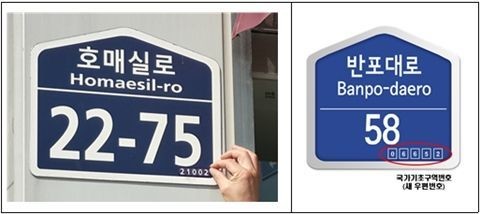 호매실로
Homaesil-ro
22-75
21002
반포대로
Banpo-daero
58
06652
국가기초구역번호
(새 우편번호)